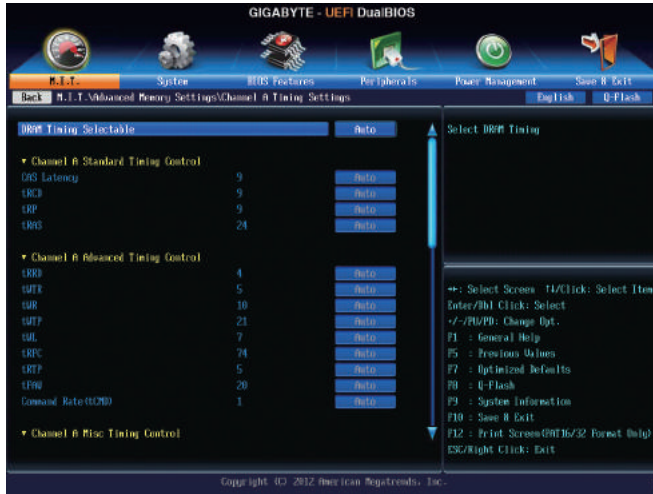 GIGABYTE - UEFI DualBIOS
M.I.T.
System
BIOS Features
Peripherals
Power Management
Save & Exit
Back M.I.T.\Advanced Memory Settings\Channel A Timing Settings
English
Q-Flash
DRAM Timing Selectable Auto
▼ Channel A Standard Timing Control
CAS Latency 9 Auto
tRCD 9 Auto
tRP 9 Auto
tRAS 24 Auto
▼ Channel A Advanced Timing Control
tRRD 4 Auto
tWTR 5 Auto
tWR 10 Auto
tWTP 21 Auto
tWL 7 Auto
tRFC 74 Auto
tRTP 5 Auto
tFAW 20 Auto
Command Rate(tCMD) 1 Auto
▼ Channel A Misc Timing Control
Select DRAM Timing
→←: Select Screen ↑↓/Click: Select Item
Enter/Dbl Click: Select
+/-/PU/PD: Change Opt.
F1 : General Help
F5 : Previous Values
F7 : Optimized Defaults
F8 : Q-Flash
F9 : System Information
F10 : Save & Exit
F12 : Print Screen(FAT16/32 Format Only)
ESC/Right Click: Exit
Copyright (C) 2012 American Megatrends, Inc.